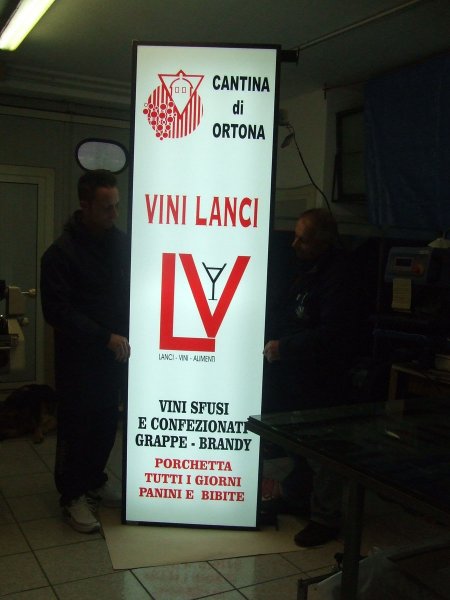 CANTINA
di
ORTONA
VINI LANCI
LV
LANCI - VINI - ALIMENTI
VINI SFUSI
E CONFEZIONATI
GRAPPE - BRANDY
PORCHETTA
TUTTI I GIORNI
PANINI E BIBITE